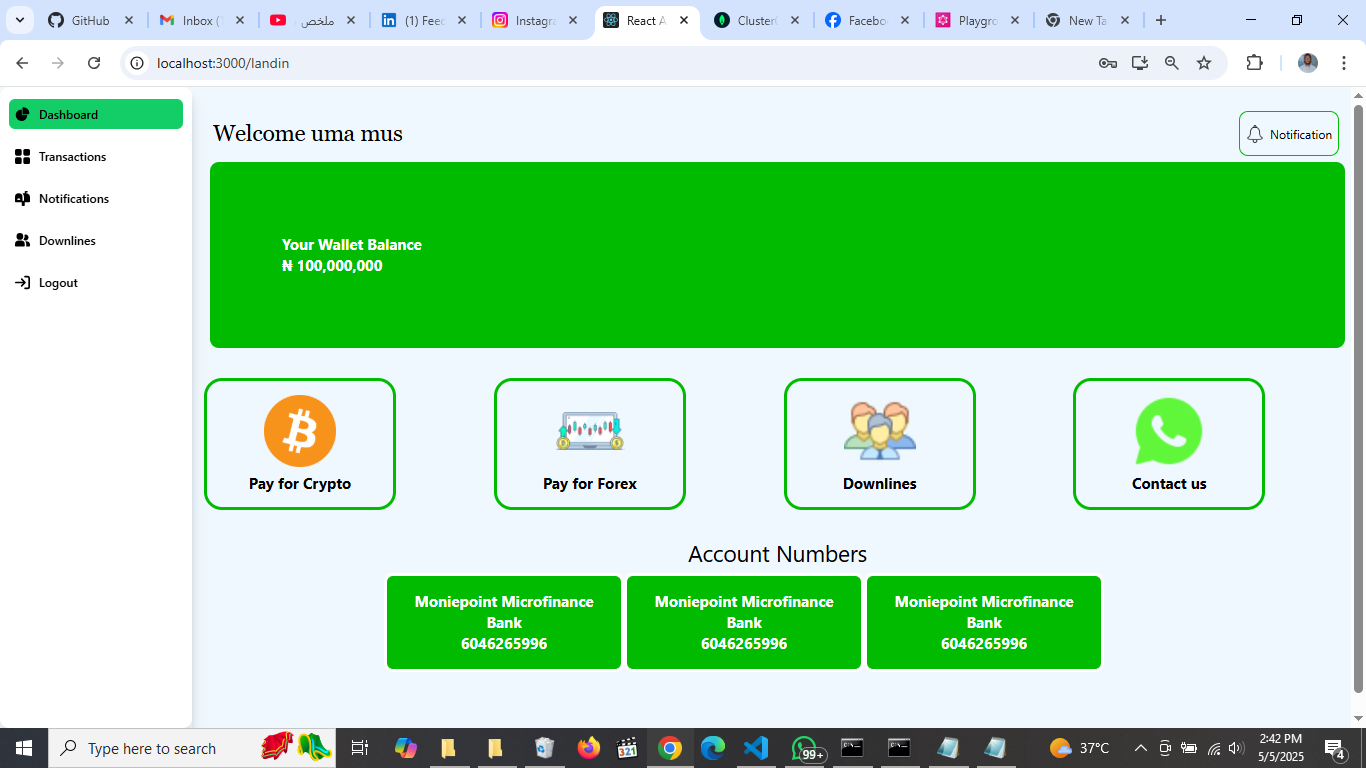 GitHub
Inbox (
ملخص
(1) Feed
Instagra
React A
Cluster
Facebo
Playgro
New Ta
localhost:3000/landin
Dashboard
Transactions
Notifications
Downlines
Logout
Welcome uma mus
Notification
Your Wallet Balance
₦ 100,000,000
Pay for Crypto
Pay for Forex
Downlines
Contact us
Account Numbers
Moniepoint Microfinance
Bank
6046265996
Moniepoint Microfinance
Bank
6046265996
Moniepoint Microfinance
Bank
6046265996
Type here to search
321
99+
37°C
2:42 PM
5/5/2025
4